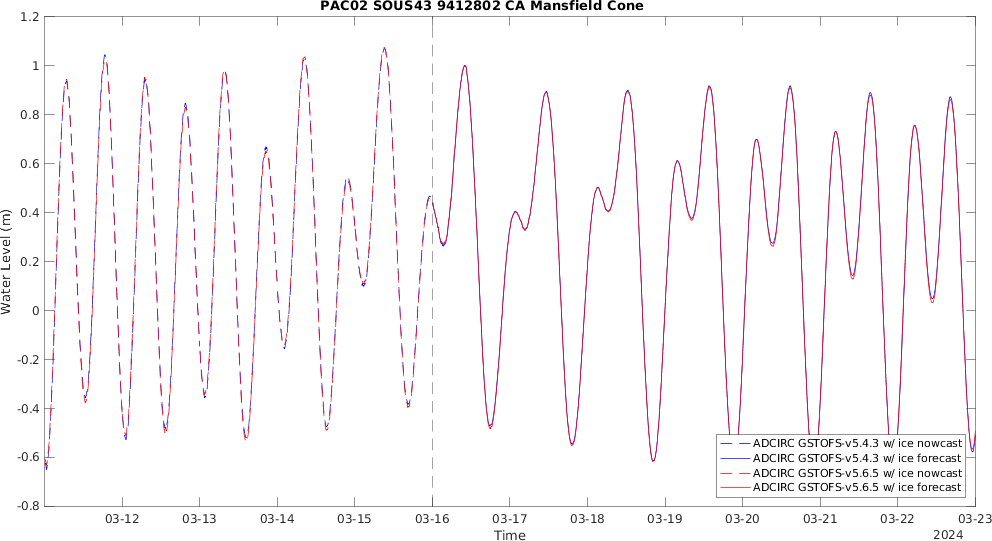 PAC02 SOUS43 9412802 CA Mansfield Cone
Water Level (m)
1.2
1
0.8
0.6
0.4
0.2
0
-0.2
-0.4
-0.6
-0.8
ADCIRC GSTOFS-v5.4.3 w/ ice nowcast
ADCIRC GSTOFS-v5.4.3 w/ ice forecast
ADCIRC GSTOFS-v5.6.5 w/ ice nowcast
ADCIRC GSTOFS-v5.6.5 w/ ice forecast
03-12 03-13 03-14 03-15 03-16 03-17 03-18 03-19 03-20 03-21 03-22 03-23
Time
2024